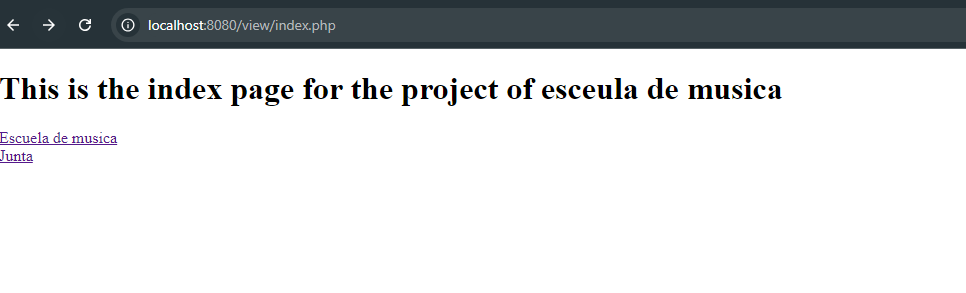 localhost:8080/view/index.php
This is the index page for the project of esceula de musica
Escuela de musica
Junta